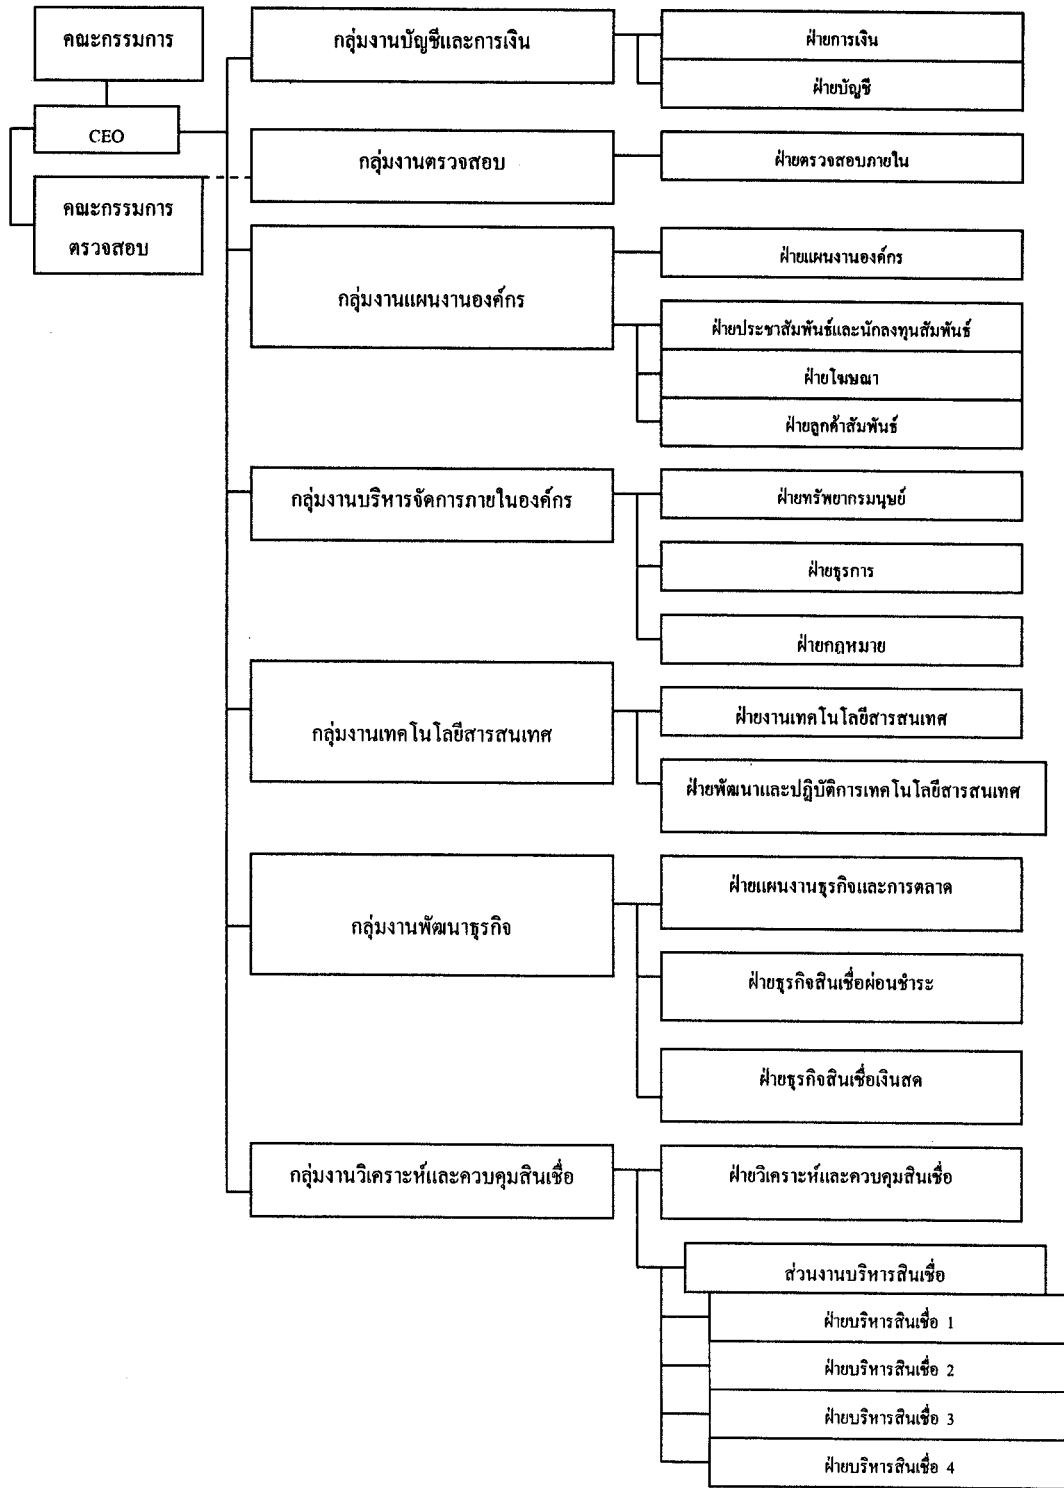 คณะกรรมการ
CEO
คณะกรรมการ
ตรวจสอบ
กลุ่มงานบัญชีและการเงิน
ฝ่ายการเงิน
ฝ่ายบัญชี
กลุ่มงานตรวจสอบ
ฝ่ายตรวจสอบภายใน
กลุ่มงานแผนงานองค์กร
ฝ่ายแผนงานองค์กร
ฝ่ายประชาสัมพันธ์และนักลงทุนสัมพันธ์
ฝ่ายโฆษณา
ฝ่ายลูกค้าสัมพันธ์
กลุ่มงานบริหารจัดการภายในองค์กร
ฝ่ายทรัพยากรมนุษย์
ฝ่ายธุรการ
ฝ่ายกฎหมาย
กลุ่มงานเทคโนโลยีสารสนเทศ
ฝ่ายงานเทคโนโลยีสารสนเทศ
ฝ่ายพัฒนาและปฎิบัติการเทคโนโลยีสารสนเทศ
กลุ่มงานพัฒนาธุรกิจ
ฝ่ายแผนงานธุรกิจและการตลาด
ฝ่ายธุรกิจสินเชื่อผ่อนชำระ
ฝ่ายธุรกิจสินเชื่อเงินสด
กลุ่มงานวิเคราะห์และควบคุมสินเชื่อ
ฝ่ายวิเคราะห์และควบคุมสินเชื่อ
ส่วนงานบริหารสินเชื่อ
ฝ่ายบริหารสินเชื่อ 1
ฝ่ายบริหารสินเชื่อ 2
ฝ่ายบริหารสินเชื่อ 3
ฝ่ายบริหารสินเชื่อ 4